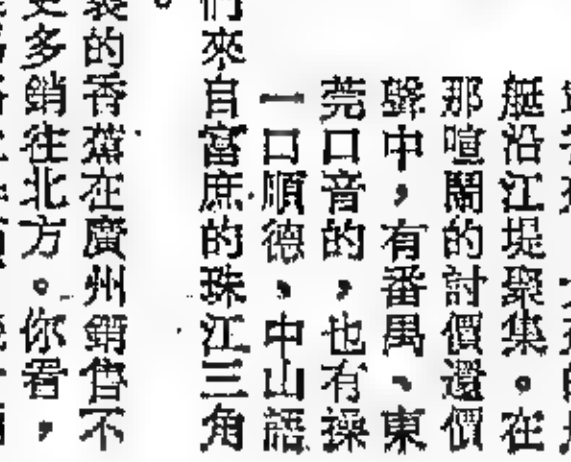 艇沿江堤聚集。在
那喧鬧的討價還價
聲中,有番禺、東
莞口音的,也有操
一口順德、中山語
們來自富庶的珠江三角
。
裝的香蕉在廣州銷售不
更多銷往北方。你看,